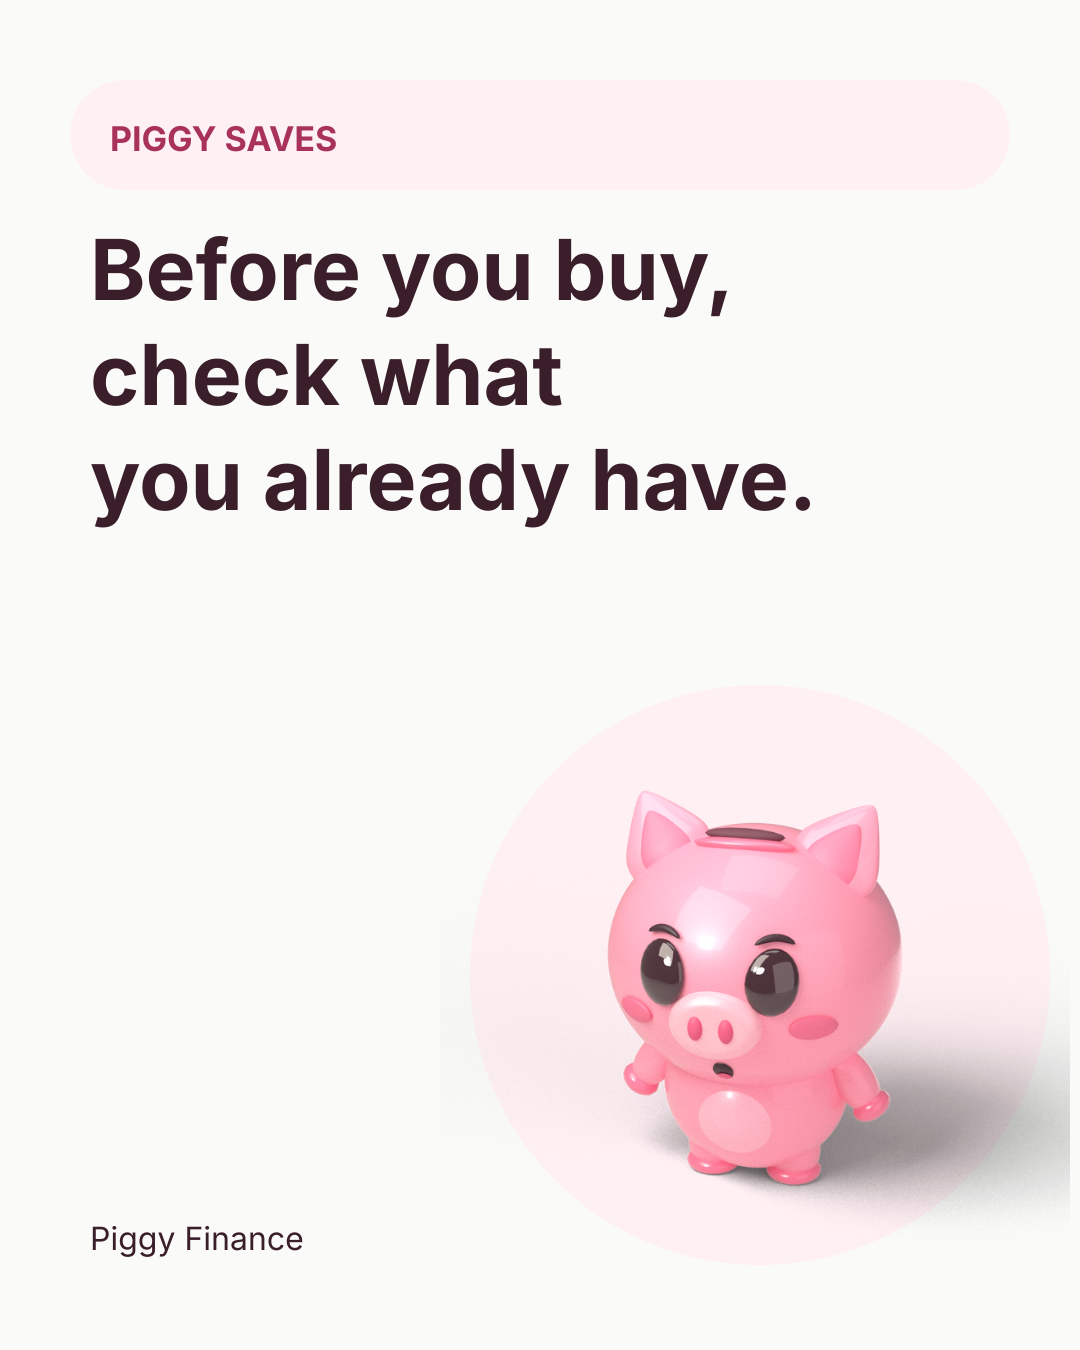 PIGGY SAVES
Before you buy,
check what
you already have.
Piggy Finance